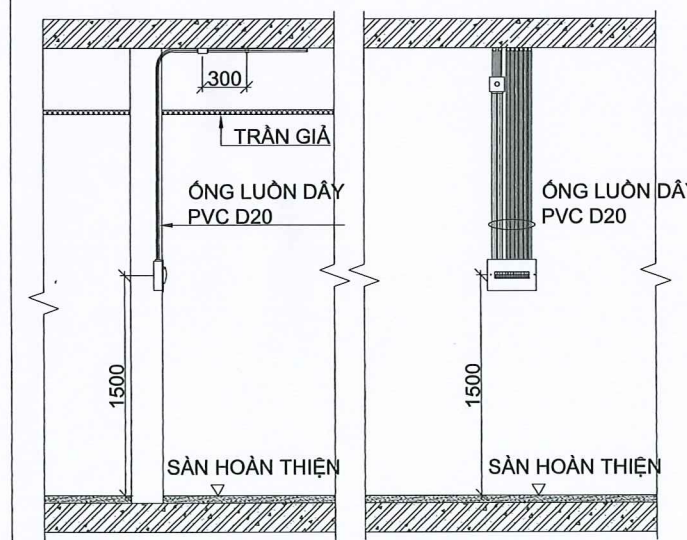 300
TRẦN GIẢ
ỐNG LUỒN DÂY
PVC D20
1500
SÀN HOÀN THIỆN
ỐNG LUỒN DÂY
PVC D20
1500
SÀN HOÀN THIỆN